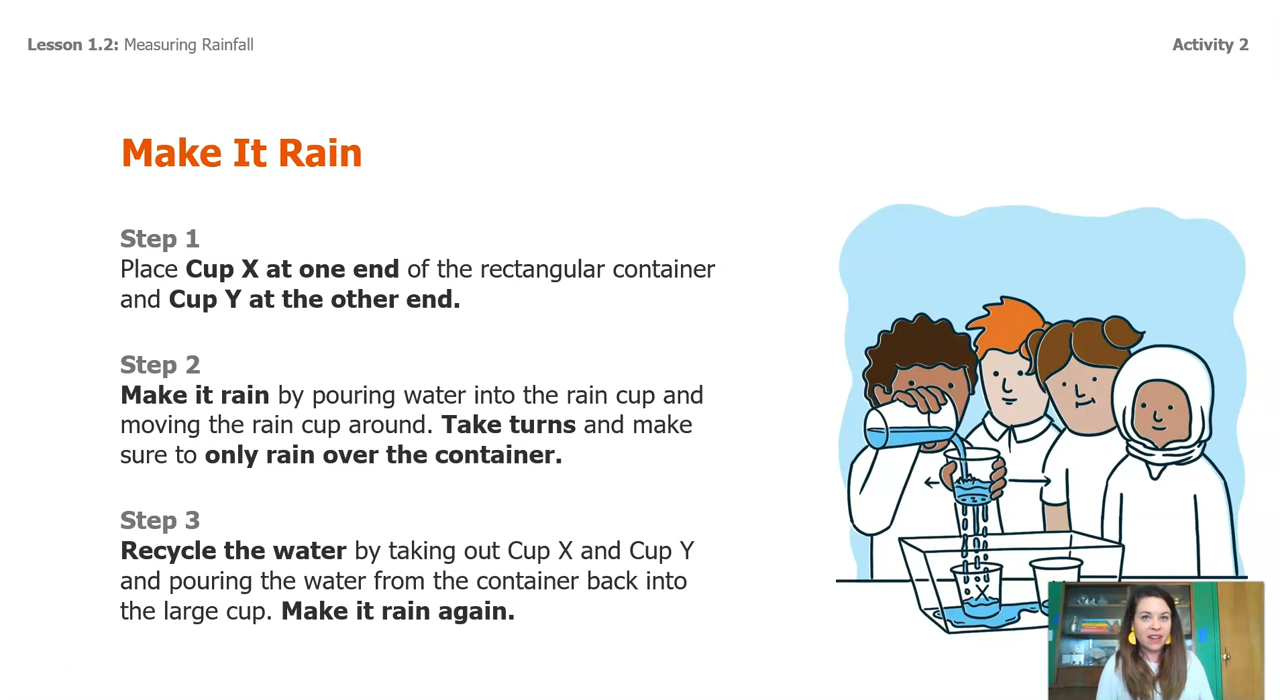 Lesson 1.2: Measuring Rainfall
Activity 2
Make It Rain
Step 1
Place Cup X at one end of the rectangular container
and Cup Y at the other end.
Step 2
Make it rain by pouring water into the rain cup and
moving the rain cup around. Take turns and make
sure to only rain over the container.
Step 3
Recycle the water by taking out Cup X and Cup Y
and pouring the water from the container back into
the large cup. Make it rain again.
X